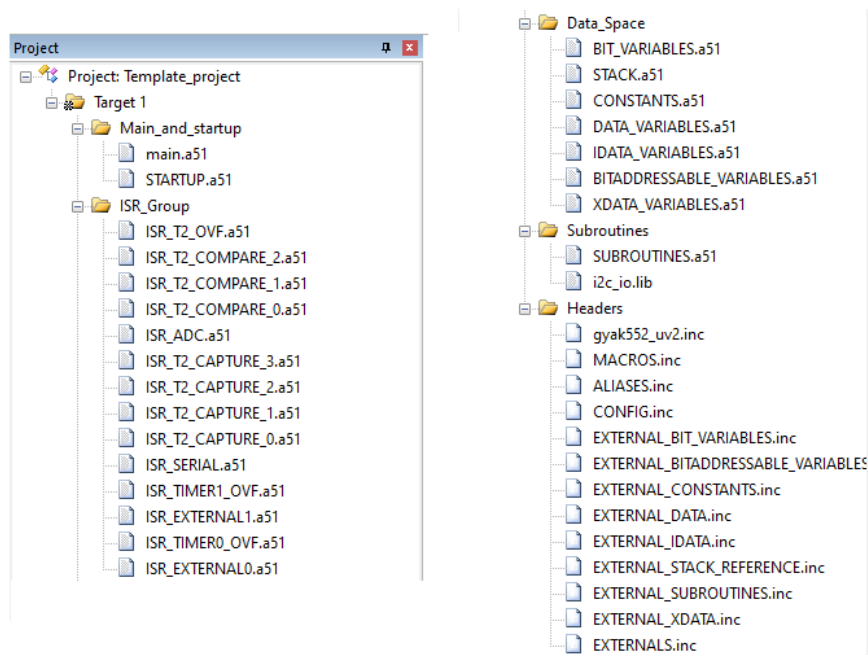 Project
Project: Template_project
Target 1
Main_and_startup
main.a51
STARTUP.a51
ISR_Group
ISR_T2_OVF.a51
ISR_T2_COMPARE_2.a51
ISR_T2_COMPARE_1.a51
ISR_T2_COMPARE_0.a51
ISR_ADC.a51
ISR_T2_CAPTURE_3.a51
ISR_T2_CAPTURE_2.a51
ISR_T2_CAPTURE_1.a51
ISR_T2_CAPTURE_0.a51
ISR_SERIAL.a51
ISR_TIMER1_OVF.a51
ISR_EXTERNAL1.a51
ISR_TIMER0_OVF.a51
ISR_EXTERNAL0.a51
Data_Space
BIT_VARIABLES.a51
STACK.a51
CONSTANTS.a51
DATA_VARIABLES.a51
IDATA_VARIABLES.a51
BITADDRESSABLE_VARIABLES.a51
XDATA_VARIABLES.a51
Subroutines
SUBROUTINES.a51
i2c_io.lib
Headers
gyak552_uv2.inc
MACROS.inc
ALIASES.inc
CONFIG.inc
EXTERNAL_BIT_VARIABLES.inc
EXTERNAL_BITADDRESSABLE_VARIABLES
EXTERNAL_CONSTANTS.inc
EXTERNAL_DATA.inc
EXTERNAL_IDATA.inc
EXTERNAL_STACK_REFERENCE.inc
EXTERNAL_SUBROUTINES.inc
EXTERNAL_XDATA.inc
EXTERNALS.inc